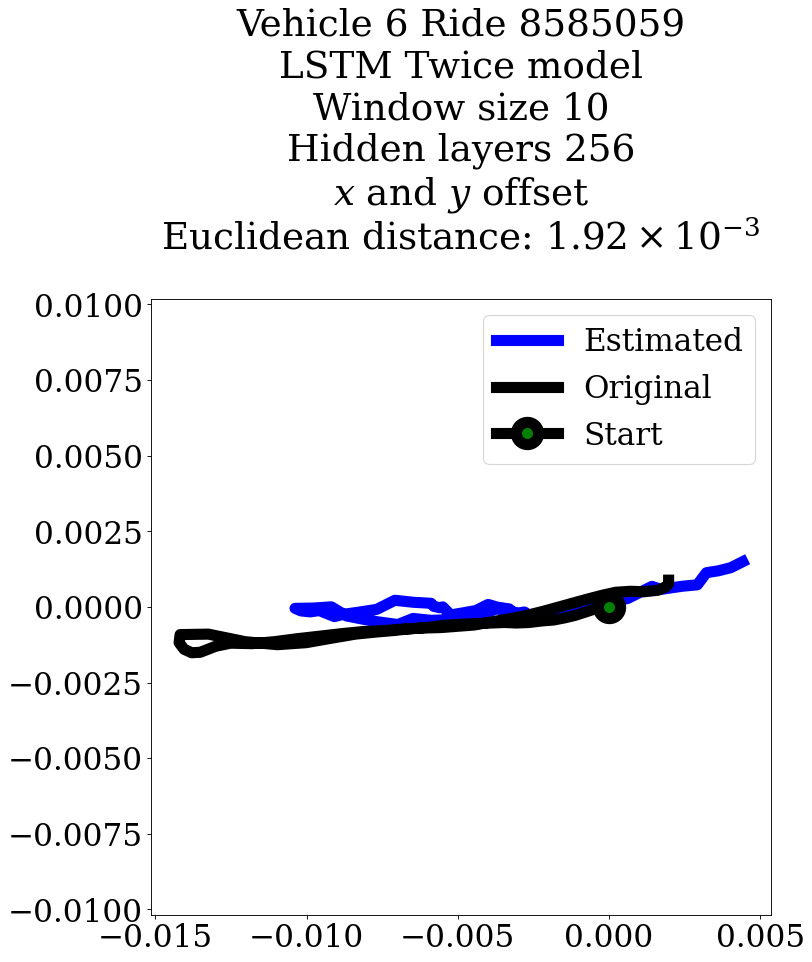 Vehicle 6 Ride 8585059
LSTM Twice model
Window size 10
Hidden layers 256
x and y offset
Euclidean distance: 1.92 × 10⁻³
Estimated
Original
Start
0.0100
0.0075
0.0050
0.0025
0.0000
−0.0025
−0.0050
−0.0075
−0.0100
−0.015 −0.010 −0.005 0.000 0.005